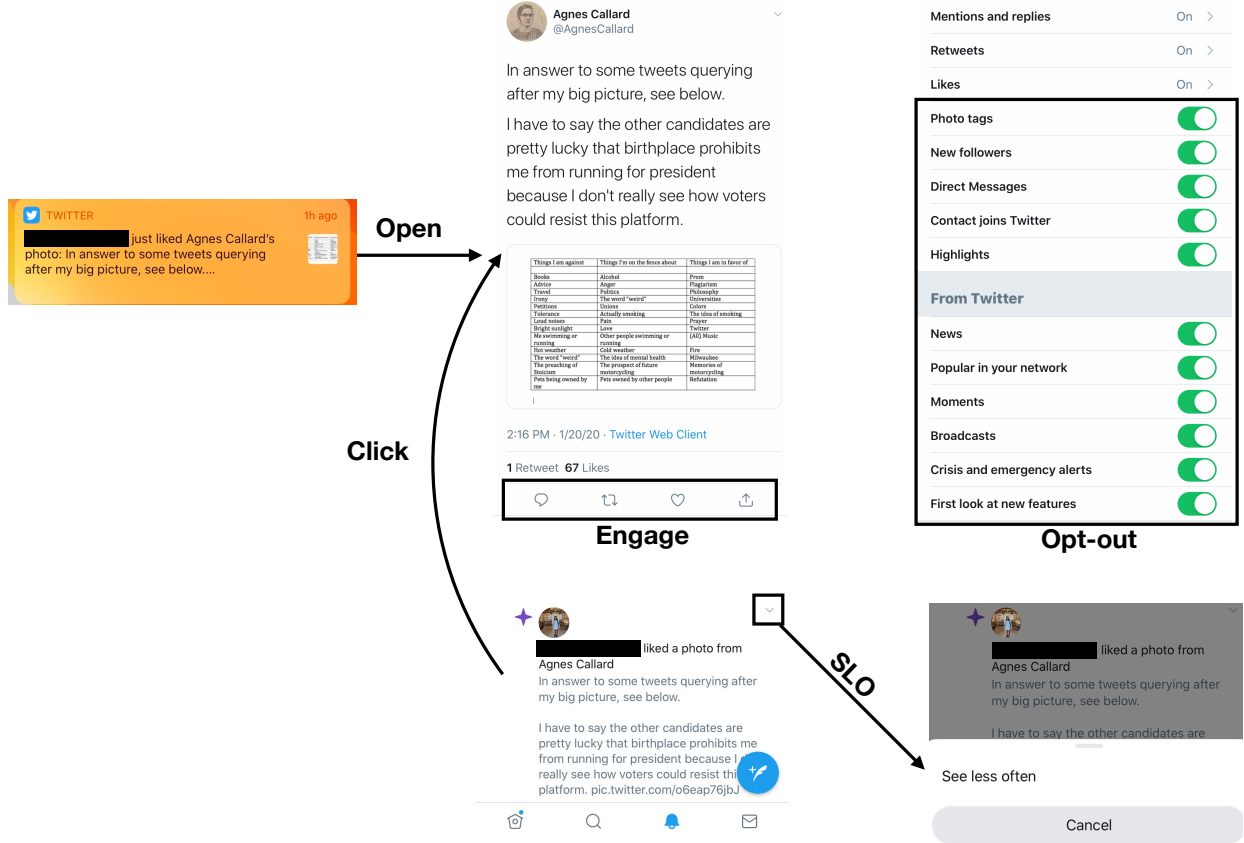 TWITTER 1h ago
just liked Agnes Callard's
photo: In answer to some tweets querying
after my big picture, see below....
Open
Click
Agnes Callard
@AgnesCallard
In answer to some tweets querying
after my big picture, see below.
I have to say the other candidates are
pretty lucky that birthplace prohibits
me from running for president
because I don't really see how voters
could resist this platform.
Things I am against Things I'm on the fence about Things I am in favor of
Books Alcohol Prom
Advice Anger Plagiarism
Travel Politics Philosophy
Irony The word "weird" Universities
Petitions Unions Colors
Tolerance Actually smoking The idea of smoking
Loud noises Pain Prayer
Bright sunlight Love Twitter
Me swimming or running Other people swimming or running (All) Music
Hot weather Cold weather Fire
The word "weird" The idea of mental health Milwaukee
The preaching of Stoicism The prospect of future motorcycling Memories of motorcycling
Pets being owned by me Pets owned by other people Refutation
2:16 PM · 1/20/20 · Twitter Web Client
1 Retweet 67 Likes
Engage
liked a photo from
Agnes Callard
In answer to some tweets querying after
my big picture, see below.
I have to say the other candidates are
pretty lucky that birthplace prohibits me
from running for president because I
really see how voters could resist
platform. pic.twitter.com/o6eap76jbJ
SLO
Mentions and replies On
Retweets On
Likes On
Photo tags
New followers
Direct Messages
Contact joins Twitter
Highlights
From Twitter
News
Popular in your network
Moments
Broadcasts
Crisis and emergency alerts
First look at new features
Opt-out
liked a photo from
Agnes Callard
In answer to some tweets querying after
my big picture, see below.
I have to say the other candidates are
See less often
Cancel